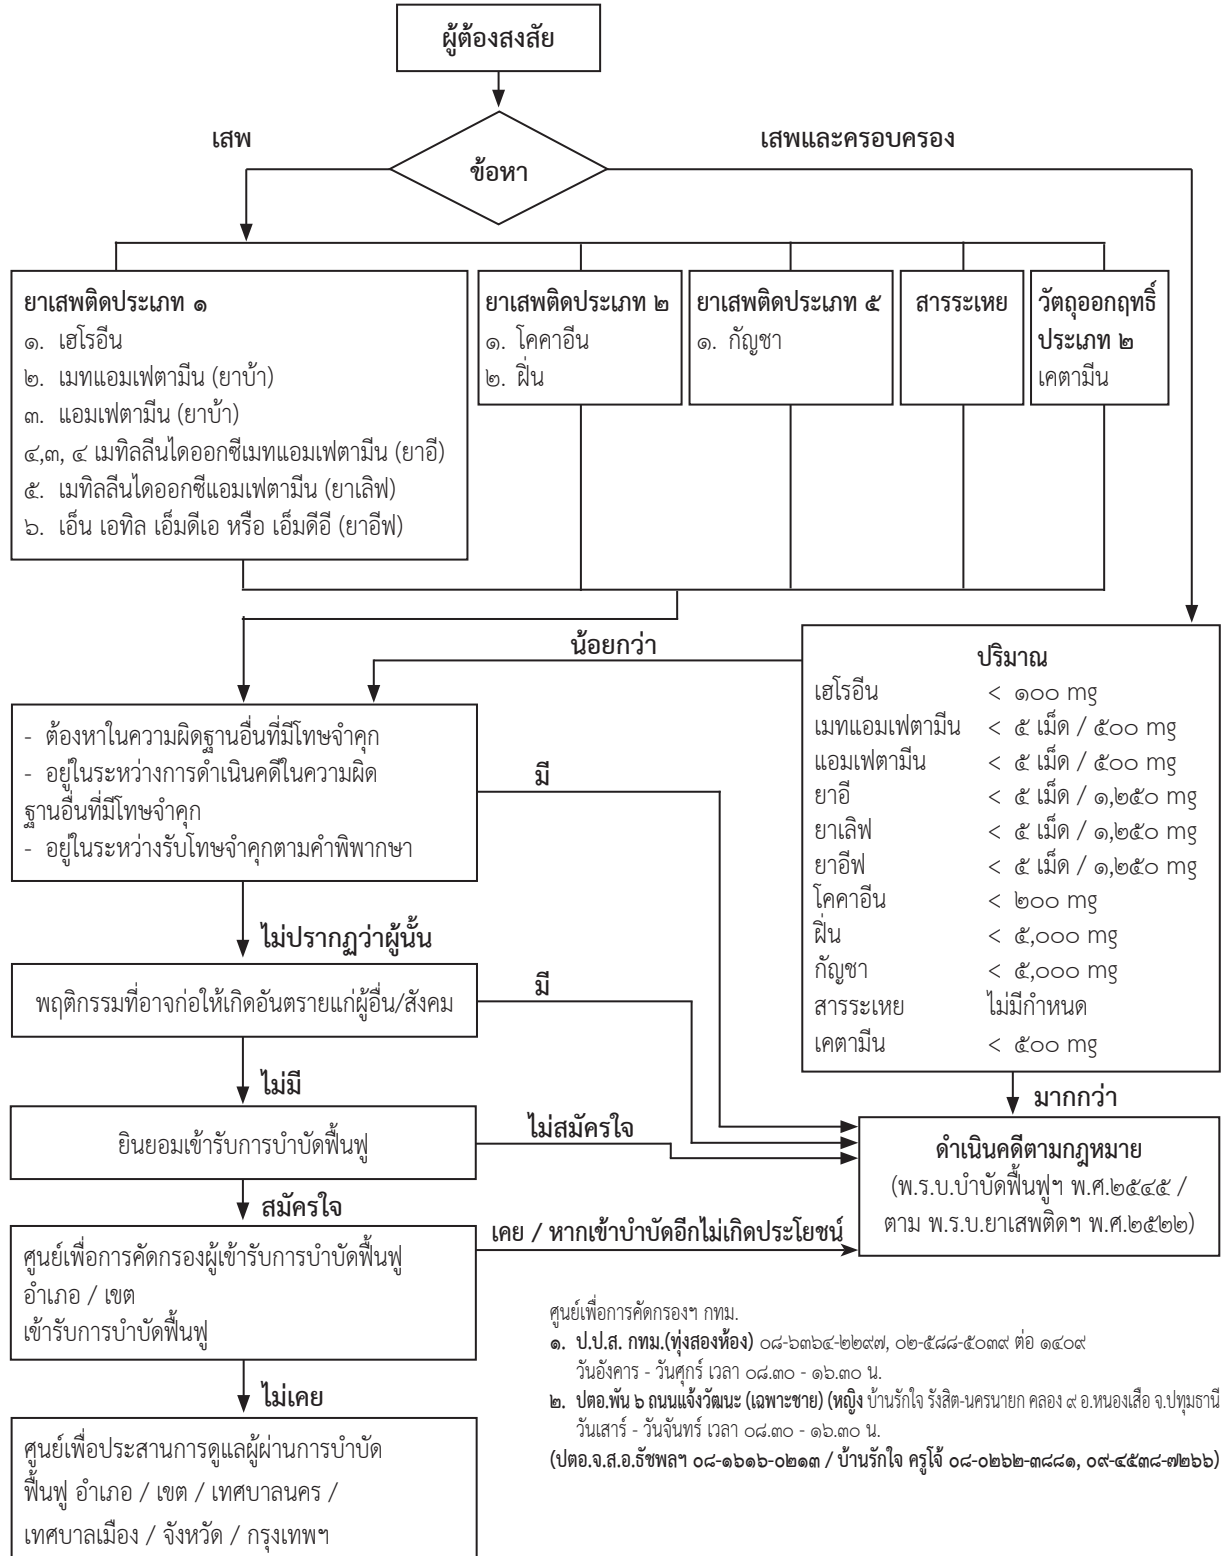 ผู้ต้องสงสัย
ข้อหา
เสพ
เสพและครอบครอง
ยาเสพติดประเภท ๑
๑. เฮโรอีน
๒. เมทแอมเฟตามีน (ยาบ้า)
๓. แอมเฟตามีน (ยาบ้า)
๔,๓, ๔ เมทิลลีนไดออกซีเมทแอมเฟตามีน (ยาอี)
๕. เมทิลลีนไดออกซีแอมเฟตามีน (ยาเลิฟ)
๖. เอ็น เอทิล เอ็มดีเอ หรือ เอ็มดีอี (ยาอีฟ)
ยาเสพติดประเภท ๒
๑. โคคาอีน
๒. ฝิ่น
ยาเสพติดประเภท ๕
๑. กัญชา
สารระเหย
วัตถุออกฤทธิ์
ประเภท ๒
เคตามีน
น้อยกว่า
ปริมาณ
เฮโรอีน < ๑๐๐ mg
เมทแอมเฟตามีน < ๕ เม็ด / ๕๐๐ mg
แอมเฟตามีน < ๕ เม็ด / ๕๐๐ mg
ยาอี < ๕ เม็ด / ๑,๒๕๐ mg
ยาเลิฟ < ๕ เม็ด / ๑,๒๕๐ mg
ยาอีฟ < ๕ เม็ด / ๑,๒๕๐ mg
โคคาอีน < ๒๐๐ mg
ฝิ่น < ๕,๐๐๐ mg
กัญชา < ๕,๐๐๐ mg
สารระเหย ไม่มีกำหนด
เคตามีน < ๕๐๐ mg
- ต้องหาในความผิดฐานอื่นที่มีโทษจำคุก
- อยู่ในระหว่างการดำเนินคดีในความผิด
ฐานอื่นที่มีโทษจำคุก
- อยู่ในระหว่างรับโทษจำคุกตามคำพิพากษา
มี
ไม่ปรากฏว่าผู้นั้น
พฤติกรรมที่อาจก่อให้เกิดอันตรายแก่ผู้อื่น/สังคม
มี
ไม่มี
มากกว่า
ยินยอมเข้ารับการบำบัดฟื้นฟู
ไม่สมัครใจ
ดำเนินคดีตามกฎหมาย
(พ.ร.บ.บำบัดฟื้นฟูฯ พ.ศ.๒๕๔๕ /
ตาม พ.ร.บ.ยาเสพติดฯ พ.ศ.๒๕๒๒)
สมัครใจ
ศูนย์เพื่อการคัดกรองผู้เข้ารับการบำบัดฟื้นฟู
อำเภอ / เขต
เข้ารับการบำบัดฟื้นฟู
เคย / หากเข้าบำบัดอีกไม่เกิดประโยชน์
ไม่เคย
ศูนย์เพื่อประสานการดูแลผู้ผ่านการบำบัด
ฟื้นฟู อำเภอ / เขต / เทศบาลนคร /
เทศบาลเมือง / จังหวัด / กรุงเทพฯ
ศูนย์เพื่อการคัดกรองฯ กทม.
๑. ป.ป.ส. กทม.(ทุ่งสองห้อง) ๐๘-๖๓๖๔-๒๒๙๗, ๐๒-๕๘๘-๕๐๓๙ ต่อ ๑๔๐๙
วันอังคาร - วันศุกร์ เวลา ๐๘.๓๐ - ๑๖.๓๐ น.
๒. ปตอ.พัน ๖ ถนนแจ้งวัฒนะ (เฉพาะชาย) (หญิง บ้านรักใจ รังสิต-นครนายก คลอง ๙ อ.หนองเสือ จ.ปทุมธานี
วันเสาร์ - วันจันทร์ เวลา ๐๘.๓๐ - ๑๖.๓๐ น.
(ปตอ.จ.ส.อ.ธัชพลฯ ๐๘-๑๖๑๖-๐๒๑๓ / บ้านรักใจ ครูโจ้ ๐๘-๐๒๖๒-๓๘๘๑, ๐๙-๔๕๓๘-๗๒๖๖)